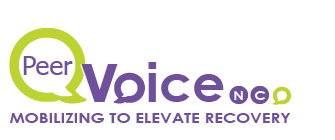 Peer
Voice NC
MOBILIZING TO ELEVATE RECOVERY